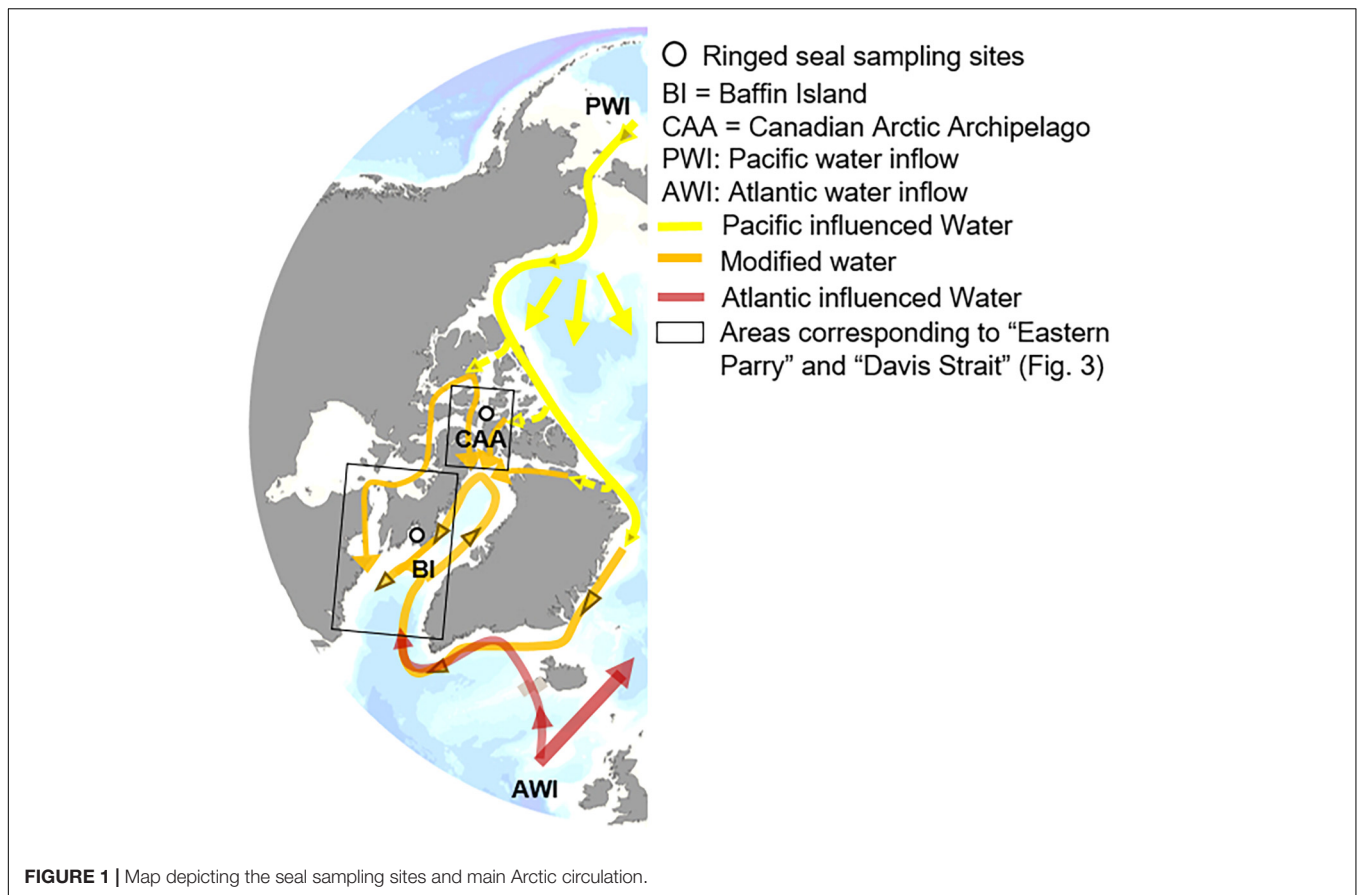 PWI
CAA
BI
AWI
Ringed seal sampling sites
BI = Baffin Island
CAA = Canadian Arctic Archipelago
PWI: Pacific water inflow
AWI: Atlantic water inflow
Pacific influenced Water
Modified water
Atlantic influenced Water
Areas corresponding to “Eastern
Parry” and “Davis Strait” (Fig. 3)
FIGURE 1 | Map depicting the seal sampling sites and main Arctic circulation.